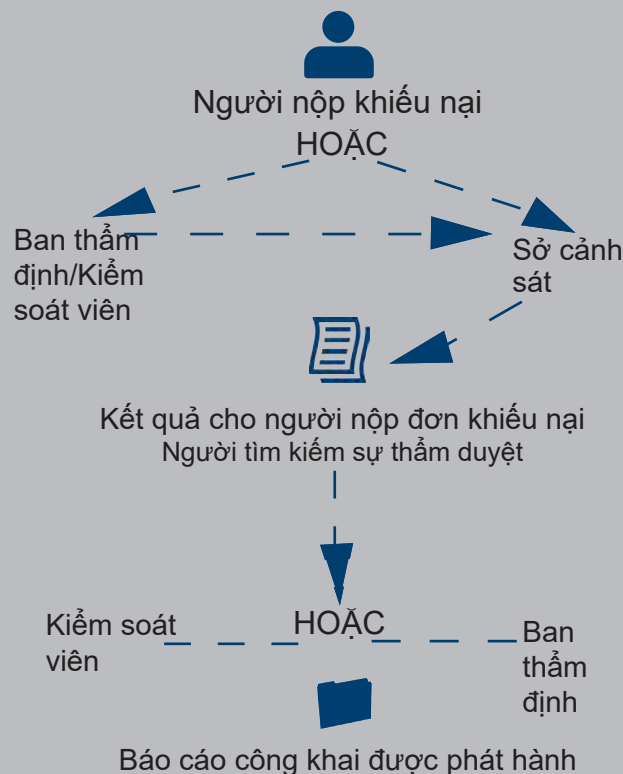 Người nộp khiếu nại
HOẶC
Ban thẩm
định/Kiểm
soát viên
Sở cảnh
sát
Kết quả cho người nộp đơn khiếu nại
Người tìm kiếm sự thẩm duyệt
Kiểm soát
viên
HOẶC
Ban
thẩm
định
Báo cáo công khai được phát hành